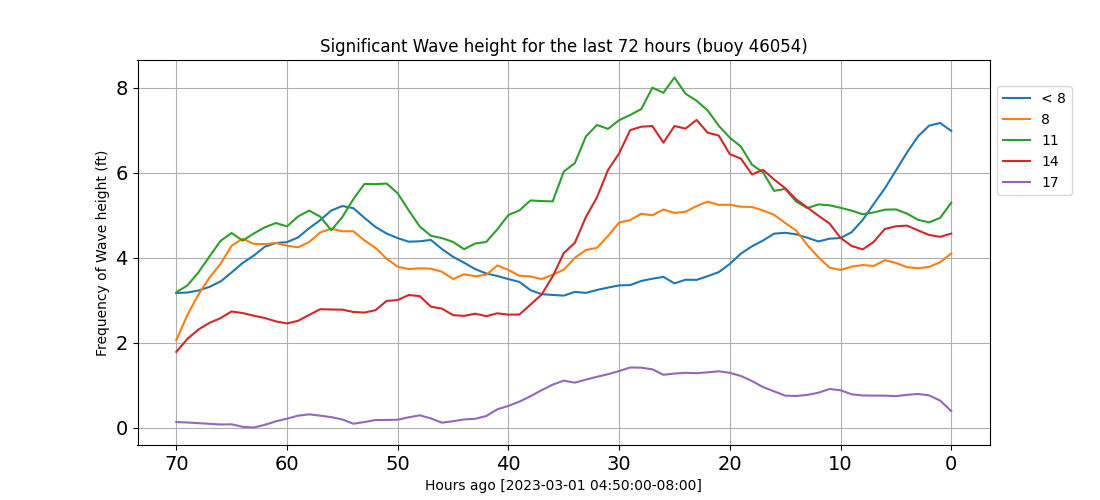 Significant Wave height for the last 72 hours (buoy 46054)
Frequency of Wave height (ft)
8
6
4
2
0
70 60 50 40 30 20 10 0
Hours ago [2023-03-01 04:50:00-08:00]
< 8
8
11
14
17